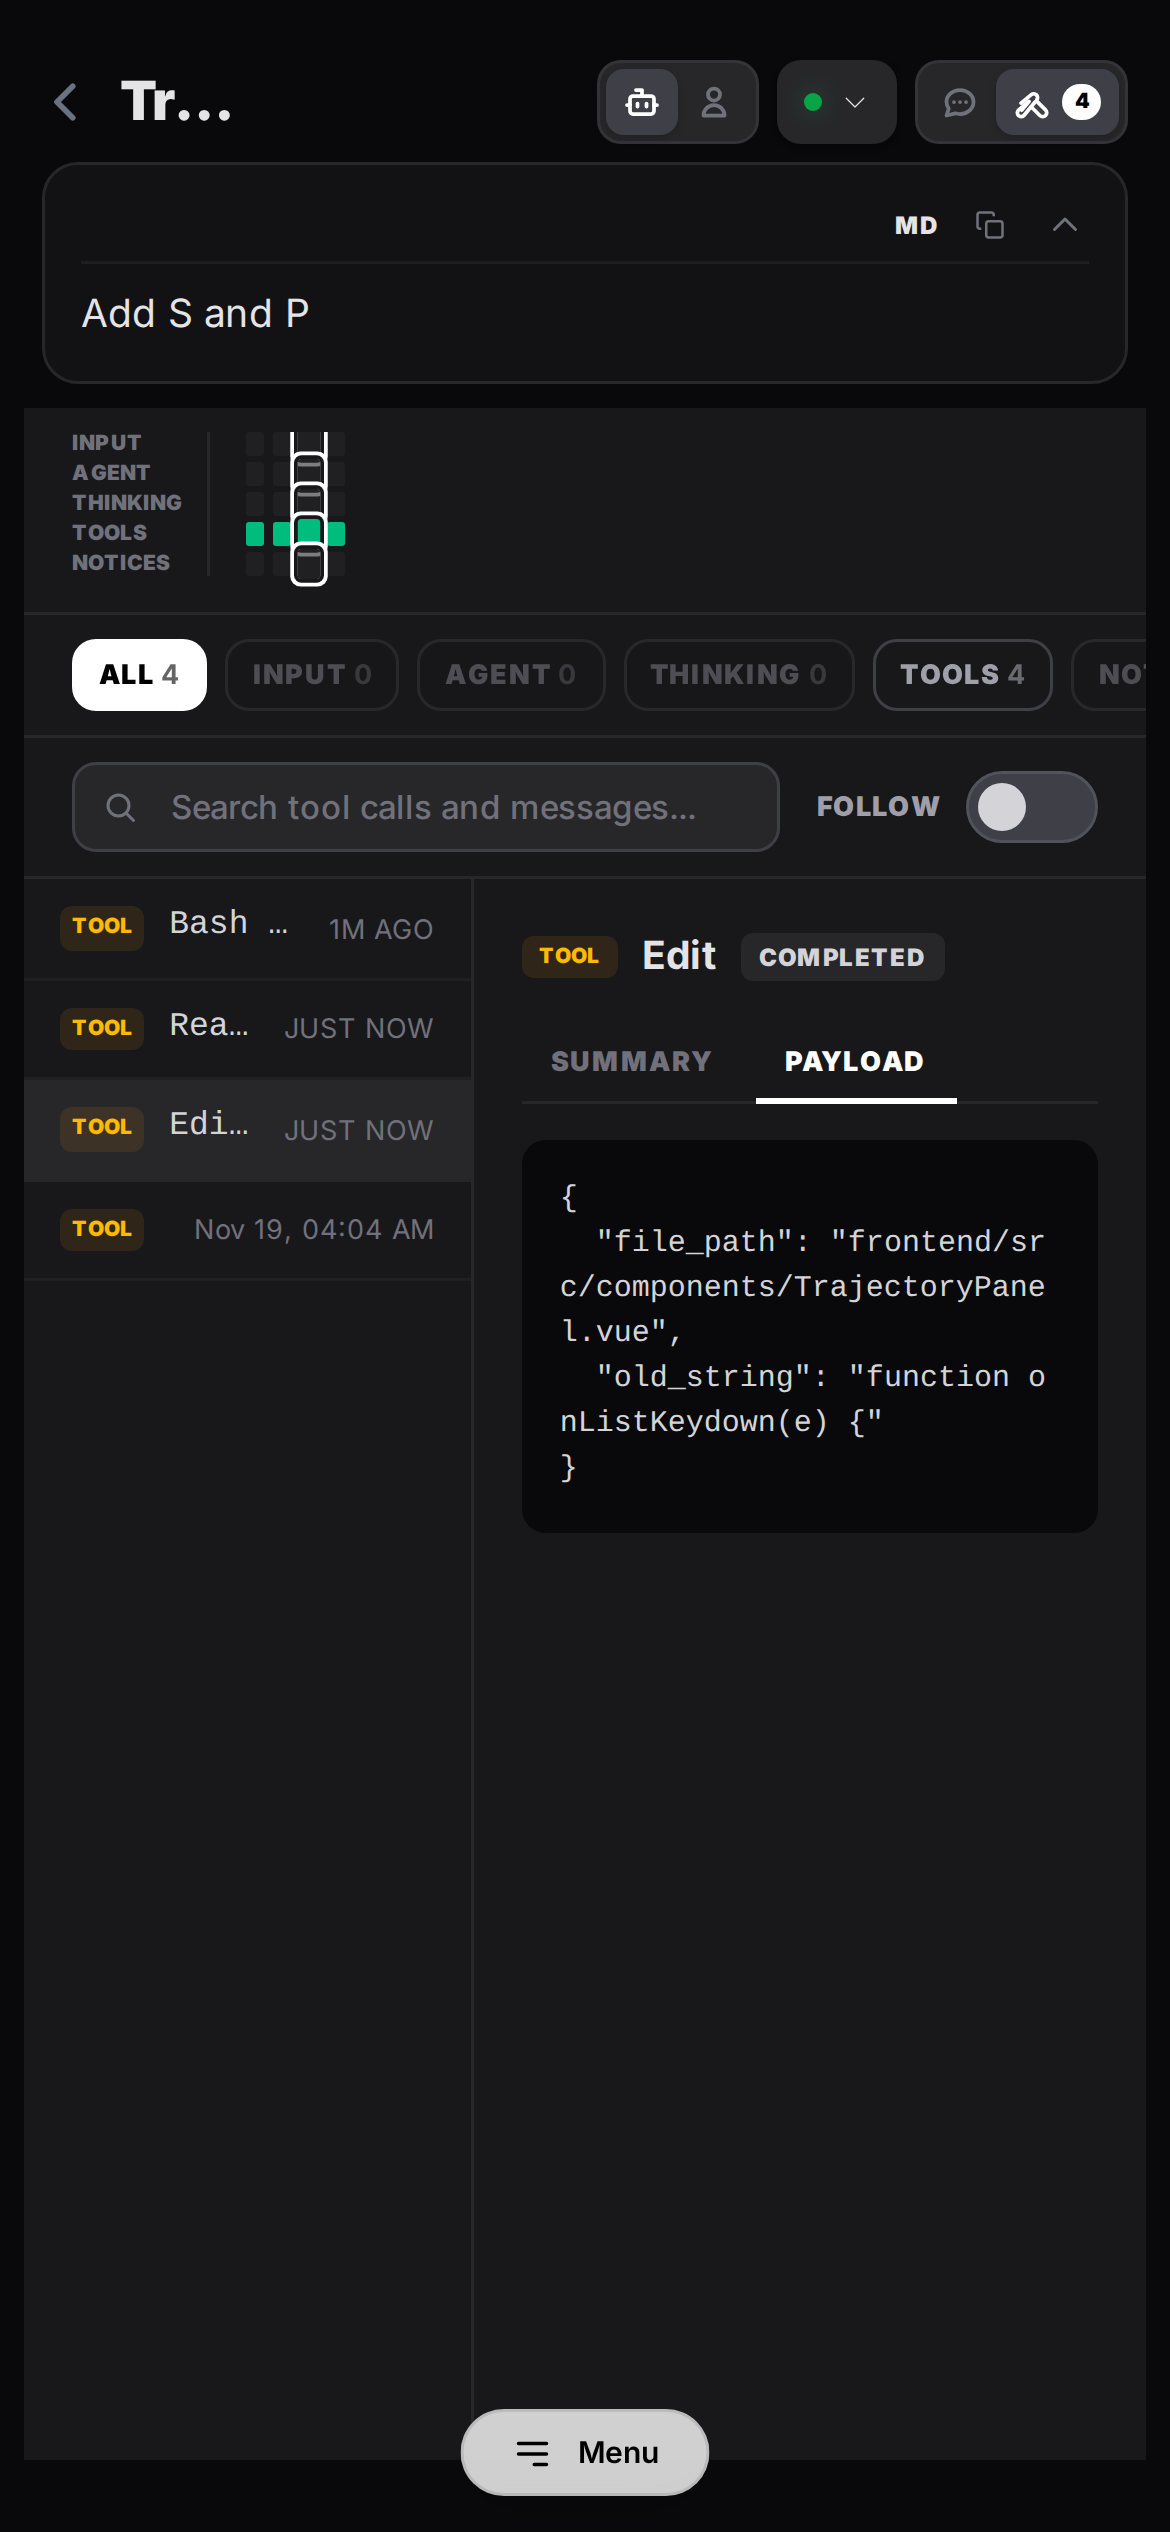 Tr...
4
MD
Add S and P
INPUT
AGENT
THINKING
TOOLS
NOTICES
ALL 4
INPUT 0
AGENT 0
THINKING 0
TOOLS 4
NO
Search tool calls and messages...
FOLLOW
TOOL Bash … 1M AGO
TOOL Rea… JUST NOW
TOOL Edi… JUST NOW
TOOL Nov 19, 04:04 AM
TOOL Edit COMPLETED
SUMMARY PAYLOAD
{
"file_path": "frontend/sr
c/components/TrajectoryPane
l.vue",
"old_string": "function o
nListKeydown(e) {"
}
Menu